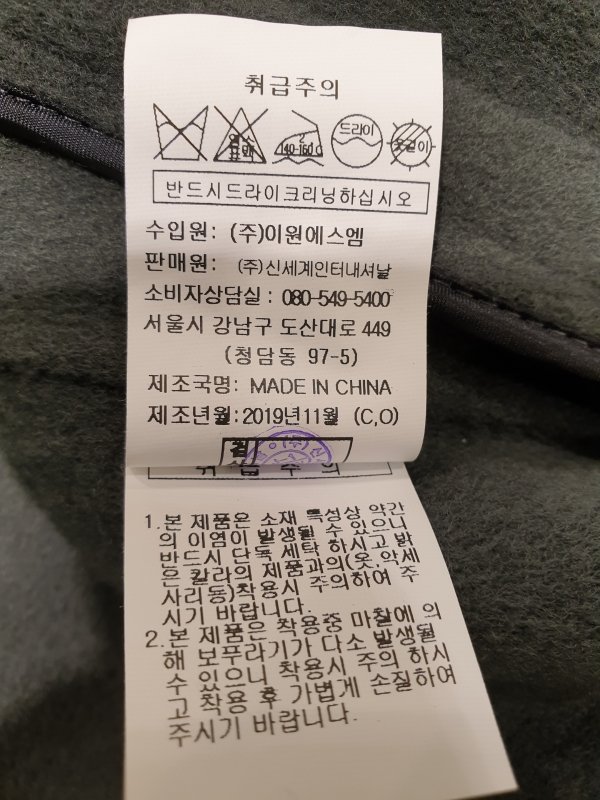 취급주의
염소
표백
2
140-160℃
드라이
옷걸이
반드시드라이크리닝하십시오
수입원: (주)이원에스엠
판매원: (주)신세계인터내셔날
소비자상담실 : 080-549-5400
서울시 강남구 도산대로 449
(청담동 97-5)
제조국명: MADE IN CHINA
제조년월:2019년11월 (C,O)
취급주의
1.본 제품은 소재 특성상 약간
의 이염이 발생될 수 있으니
반드시 단독 세탁 하시고 밝
은 칼라의 제품과의(옷,악세
사리등)착용시 주의하여 주
시기 바랍니다.
2.본 제품은 착용중 마찰에 의
해 보푸라기가 다소 발생될
수 있으니 착용시 주의 하시
고 착용 후 가볍게 손질하여
주시기 바랍니다.